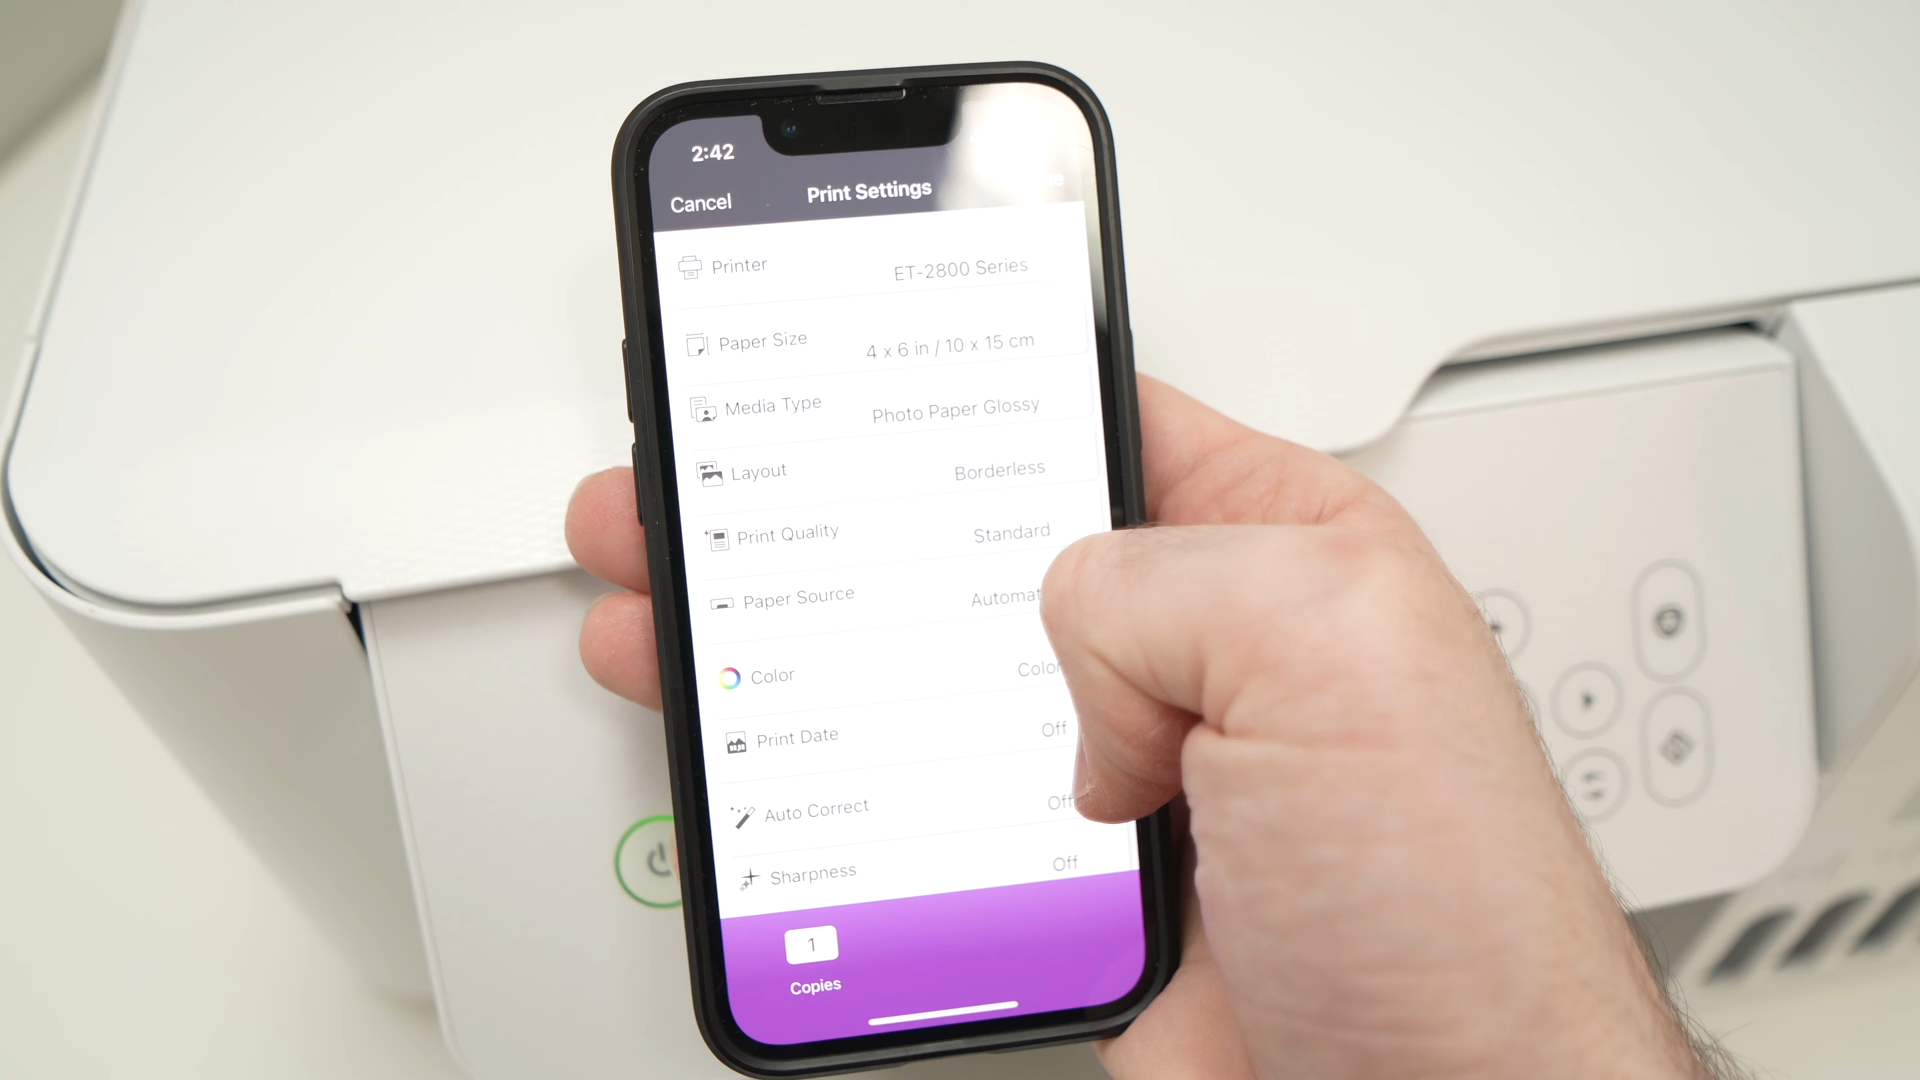 2:42
Cancel Print Settings
Printer ET-2800 Series
Paper Size 4 x 6 in / 10 x 15 cm
Media Type Photo Paper Glossy
Layout Borderless
Print Quality Standard
Paper Source
Color Color
Print Date Off
Auto Correct Off
Sharpness Off
1
Copies